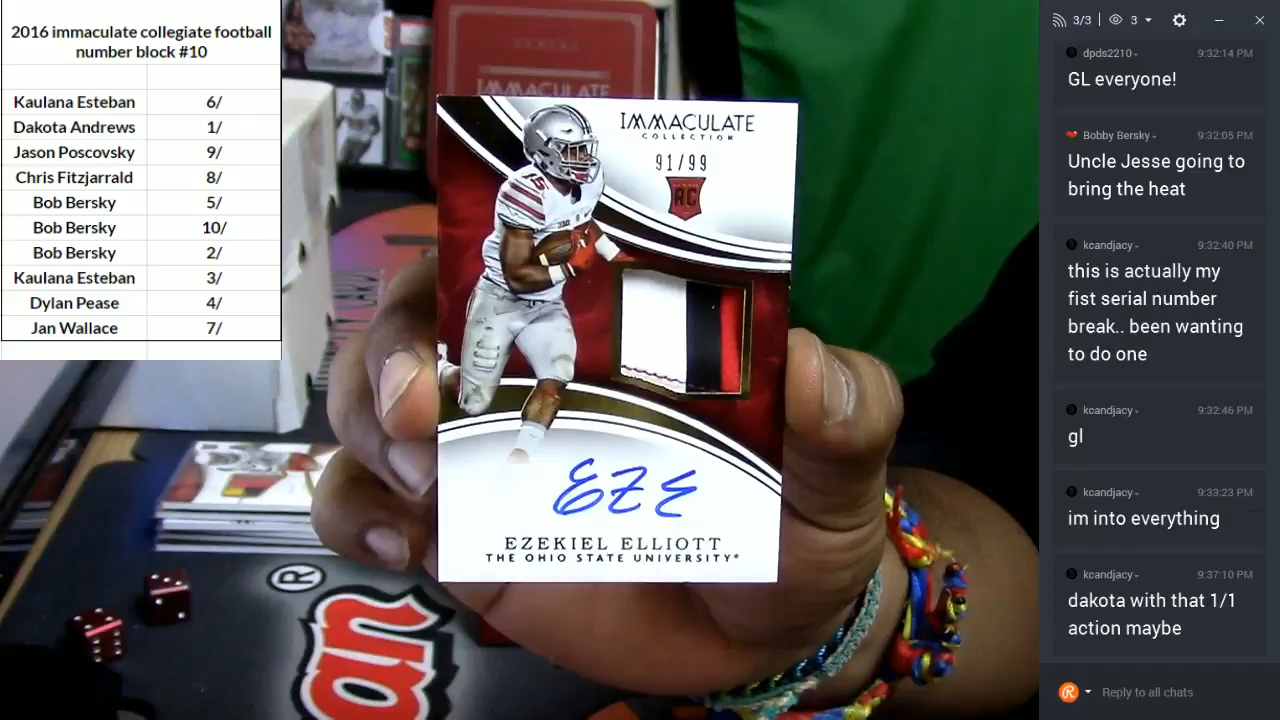 2016 immaculate collegiate football
number block #10
Kaulana Esteban 6/
Dakota Andrews 1/
Jason Poscovsky 9/
Chris Fitzjarrald 8/
Bob Bersky 5/
Bob Bersky 10/
Bob Bersky 2/
Kaulana Esteban 3/
Dylan Pease 4/
Jan Wallace 7/
IMMACULATE
IMMACULATE
COLLECTION
91/99
RC
15
EZE
EZEKIEL ELLIOTT
THE OHIO STATE UNIVERSITY®
®
an
3/3 3
dpds2210 9:32:14 PM
GL everyone!
Bobby Bersky 9:32:05 PM
Uncle Jesse going to
bring the heat
kcandjacy 9:32:40 PM
this is actually my
fist serial number
break.. been wanting
to do one
kcandjacy 9:32:46 PM
gl
kcandjacy 9:33:23 PM
im into everything
kcandjacy 9:37:10 PM
dakota with that 1/1
action maybe
Reply to all chats